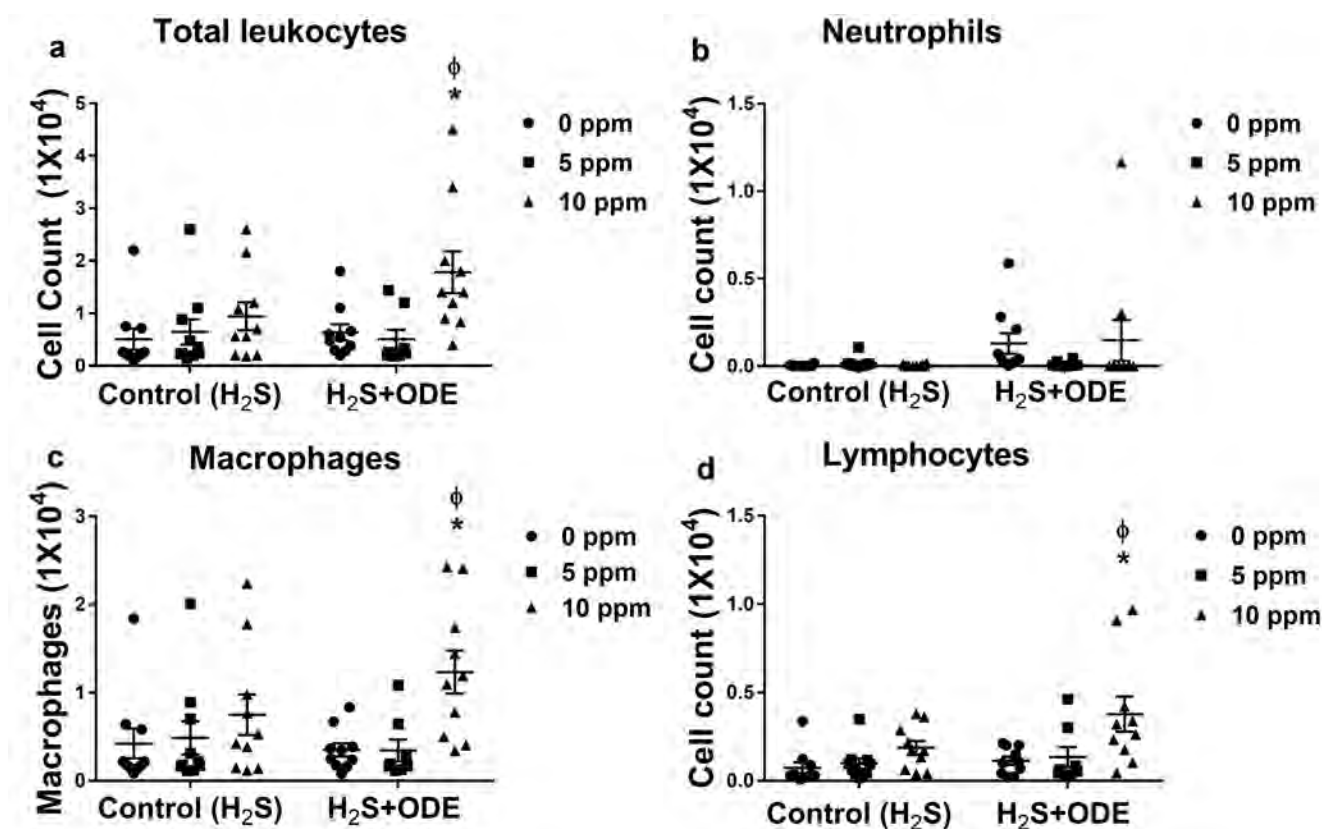 a Total leukocytes
ϕ
*
Cell Count (1X10⁴)
5
4
3
2
1
0
Control (H₂S) H₂S+ODE
0 ppm
5 ppm
10 ppm
b Neutrophils
Cell count (1X10⁴)
1.5
1.0
0.5
0.0
Control (H₂S) H₂S+ODE
0 ppm
5 ppm
10 ppm
c Macrophages
ϕ
*
Macrophages (1X10⁴)
3
2
1
0
Control (H₂S) H₂S+ODE
0 ppm
5 ppm
10 ppm
d Lymphocytes
ϕ
*
Cell count (1X10⁴)
1.5
1.0
0.5
0.0
Control (H₂S) H₂S+ODE
0 ppm
5 ppm
10 ppm